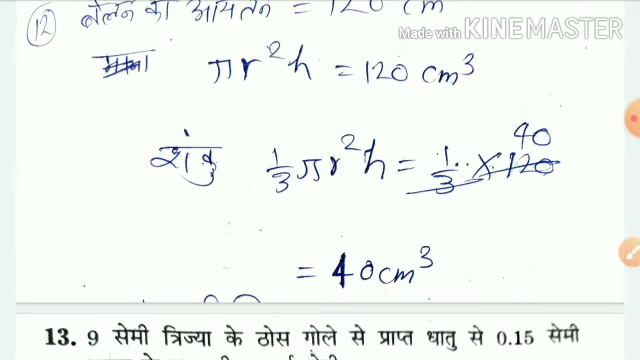 (12) बेलन का आयतन = 120 cm
Made with KINEMASTER
πr²h = 120 cm³
शंकु 1/3 πr²h = 1/3 × 120 40
= 40 cm³
13. 9 सेमी त्रिज्या के ठोस गोले से प्राप्त धातु से 0.15 सेमी